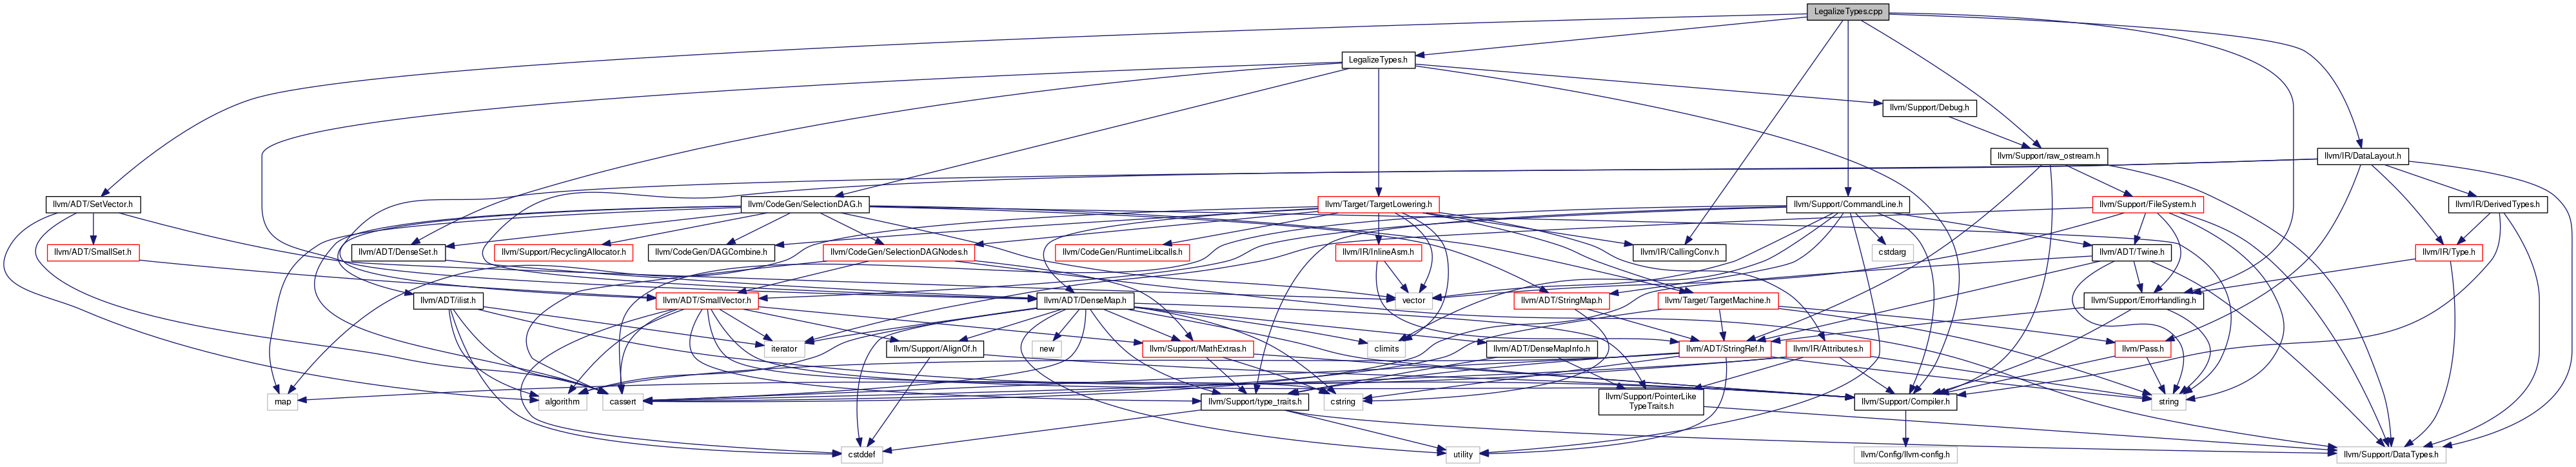 LegalizeTypes.cpp
LegalizeTypes.h
llvm/Support/Debug.h
llvm/Support/raw_ostream.h
llvm/IR/DataLayout.h
llvm/ADT/SetVector.h
llvm/CodeGen/SelectionDAG.h
llvm/Target/TargetLowering.h
llvm/Support/CommandLine.h
llvm/Support/FileSystem.h
llvm/IR/DerivedTypes.h
llvm/ADT/SmallSet.h
llvm/ADT/DenseSet.h
llvm/Support/RecyclingAllocator.h
llvm/CodeGen/DAGCombine.h
llvm/CodeGen/SelectionDAGNodes.h
llvm/CodeGen/RuntimeLibcalls.h
llvm/IR/InlineAsm.h
llvm/IR/CallingConv.h
cstdarg
llvm/ADT/Twine.h
llvm/IR/Type.h
llvm/ADT/ilist.h
llvm/ADT/SmallVector.h
llvm/ADT/DenseMap.h
vector
llvm/ADT/StringMap.h
llvm/Target/TargetMachine.h
llvm/Support/ErrorHandling.h
iterator
llvm/Support/AlignOf.h
new
llvm/Support/MathExtras.h
climits
llvm/ADT/DenseMapInfo.h
llvm/ADT/StringRef.h
llvm/IR/Attributes.h
llvm/Pass.h
map
algorithm
cassert
llvm/Support/type_traits.h
cstring
llvm/Support/PointerLike
TypeTraits.h
llvm/Support/Compiler.h
string
cstddef
utility
llvm/Config/llvm-config.h
llvm/Support/DataTypes.h